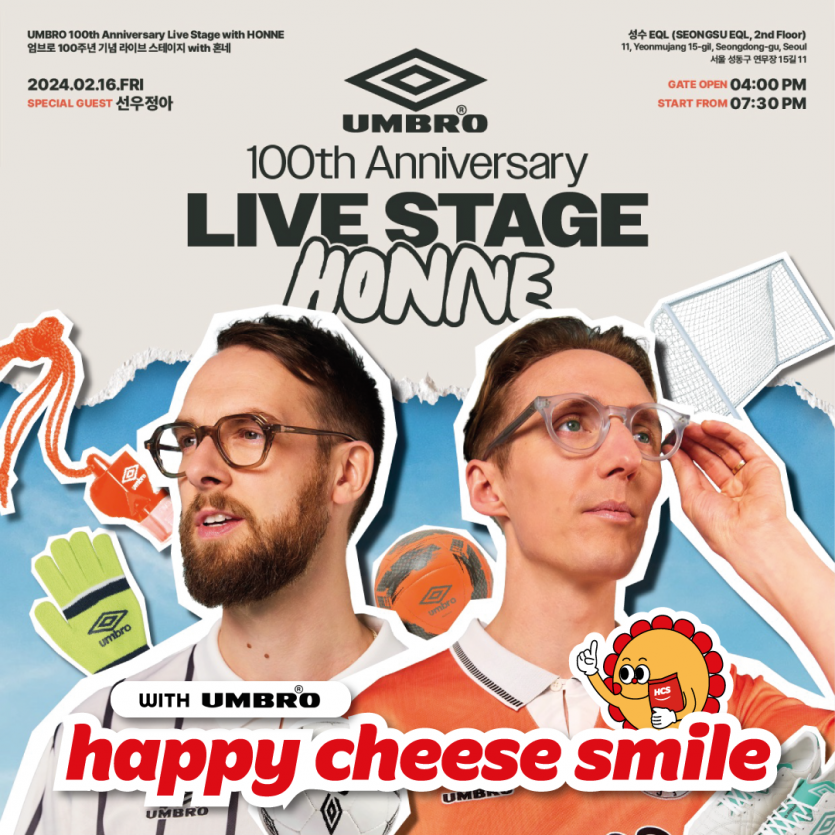 UMBRO 100th Anniversary Live Stage with HONNE
엄브로 100주년 기념 라이브 스테이지 with 혼네
2024.02.16.FRI
SPECIAL GUEST 선우정아
성수 EQL (SEONGSU EQL, 2nd Floor)
11, Yeonmujang 15-gil, Seongdong-gu, Seoul
서울 성동구 연무장 15길 11
GATE OPEN 04:00 PM
START FROM 07:30 PM
UMBRO®
100th Anniversary
LIVE STAGE
HONNE
umbro
HCS
WITH UMBRO®
happy cheese smile
UMBRO
UMBRO